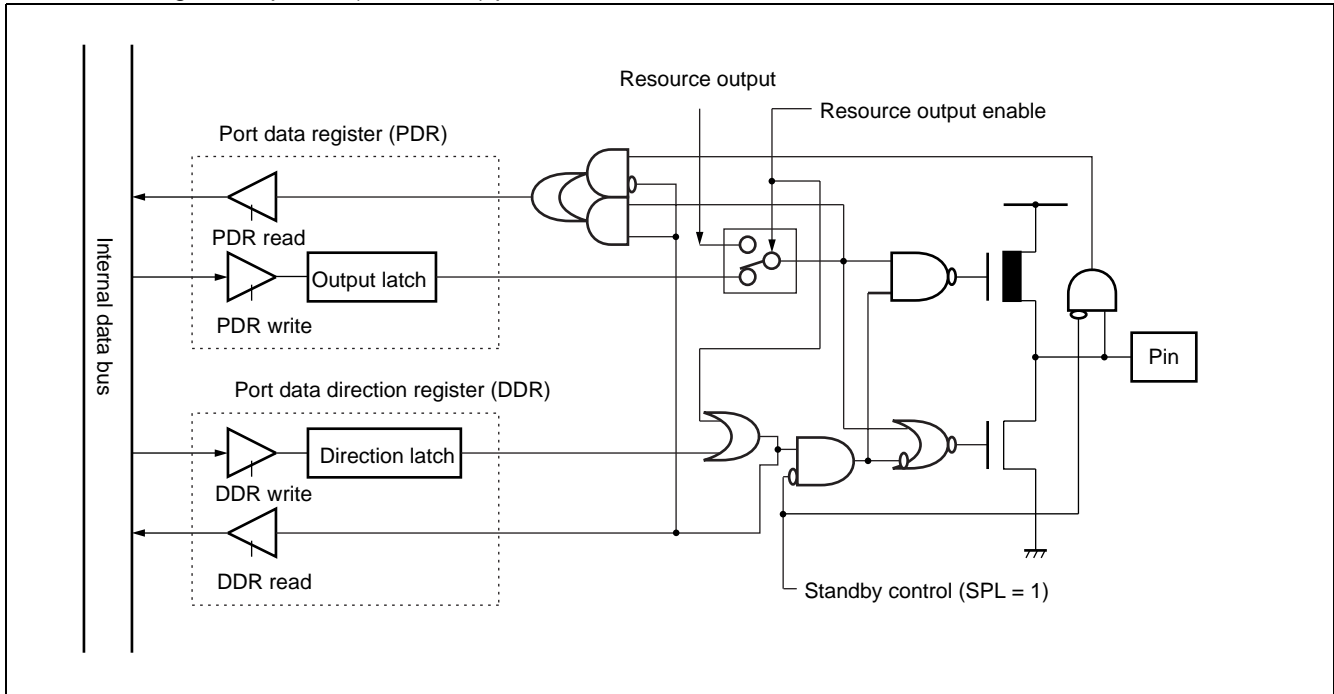 Resource output
Resource output enable
Port data register (PDR)
PDR read
Output latch
PDR write
Internal data bus
Pin
Port data direction register (DDR)
Direction latch
DDR write
DDR read
Standby control (SPL = 1)